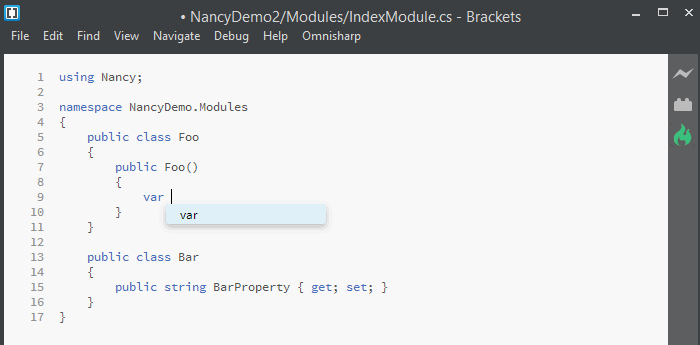 • NancyDemo2/Modules/IndexModule.cs - Brackets
File Edit Find View Navigate Debug Help Omnisharp
1 using Nancy;
2
3 namespace NancyDemo.Modules
4 {
5 public class Foo
6 {
7 public Foo()
8 {
9 var
10 }
var
11 }
12
13 public class Bar
14 {
15 public string BarProperty { get; set; }
16 }
17 }